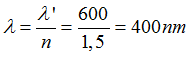 λ = λ'/n = 600/1,5 = 400nm